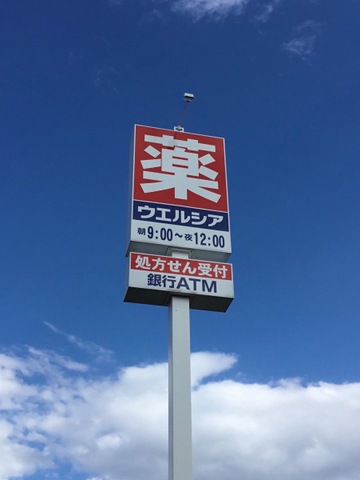 薬
ウエルシア
朝9:00～夜12:00
処方せん受付
銀行ATM